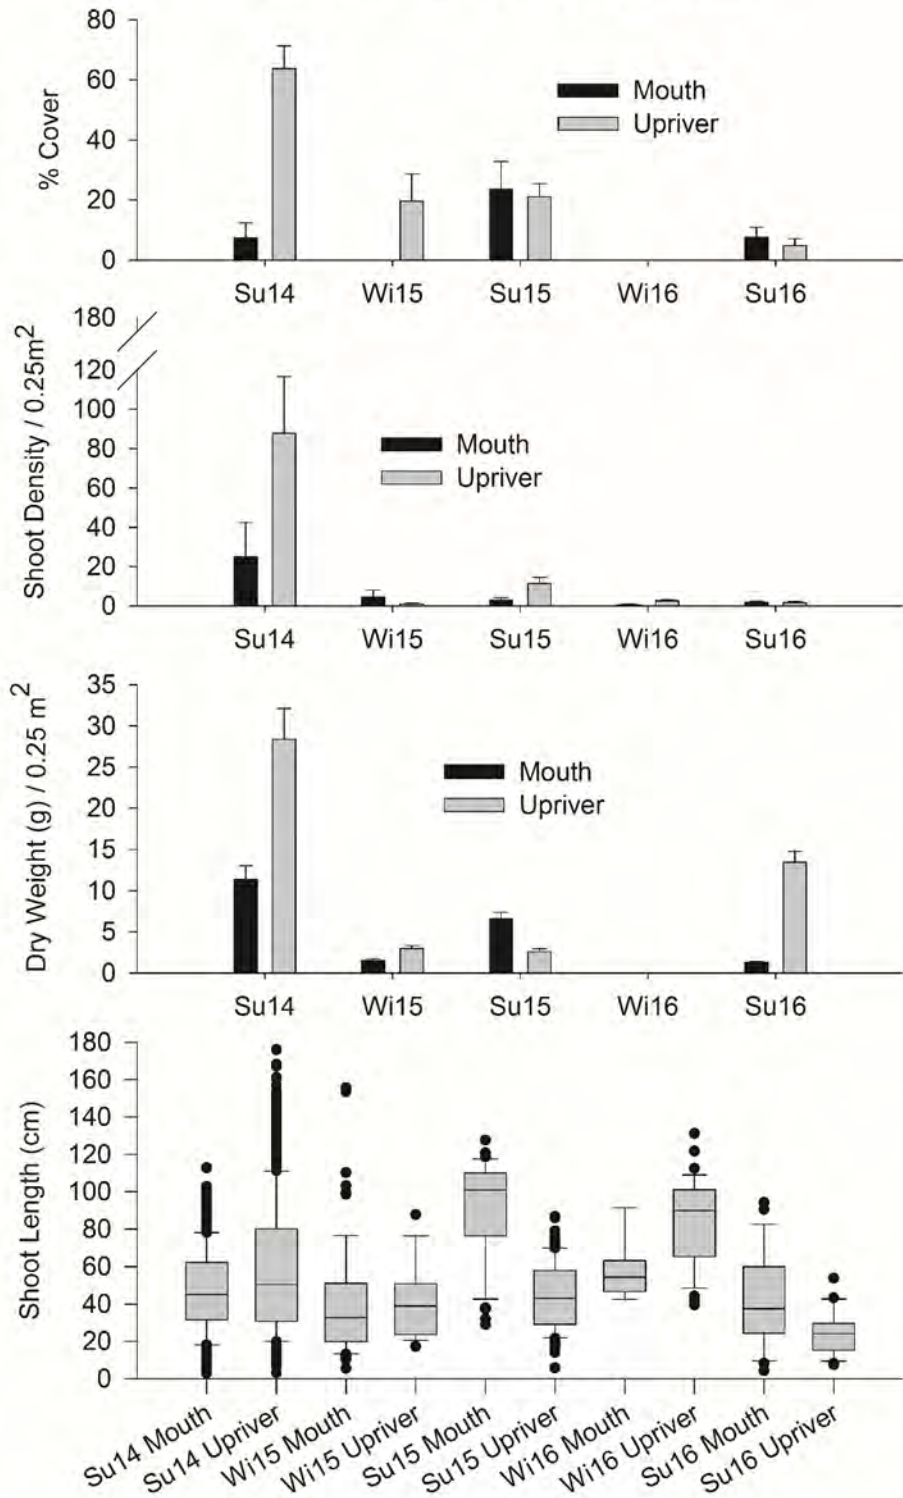 80
60
40
20
0
% Cover
Mouth
Upriver
Su14 Wi15 Su15 Wi16 Su16
180
120
100
80
60
40
20
0
Shoot Density / 0.25m²
Mouth
Upriver
Su14 Wi15 Su15 Wi16 Su16
35
30
25
20
15
10
5
0
Dry Weight (g) / 0.25 m²
Mouth
Upriver
Su14 Wi15 Su15 Wi16 Su16
180
160
140
120
100
80
60
40
20
0
Shoot Length (cm)
Su14 Mouth
Su14 Upriver
Wi15 Mouth
Wi15 Upriver
Su15 Mouth
Su15 Upriver
Wi16 Mouth
Wi16 Upriver
Su16 Mouth
Su16 Upriver